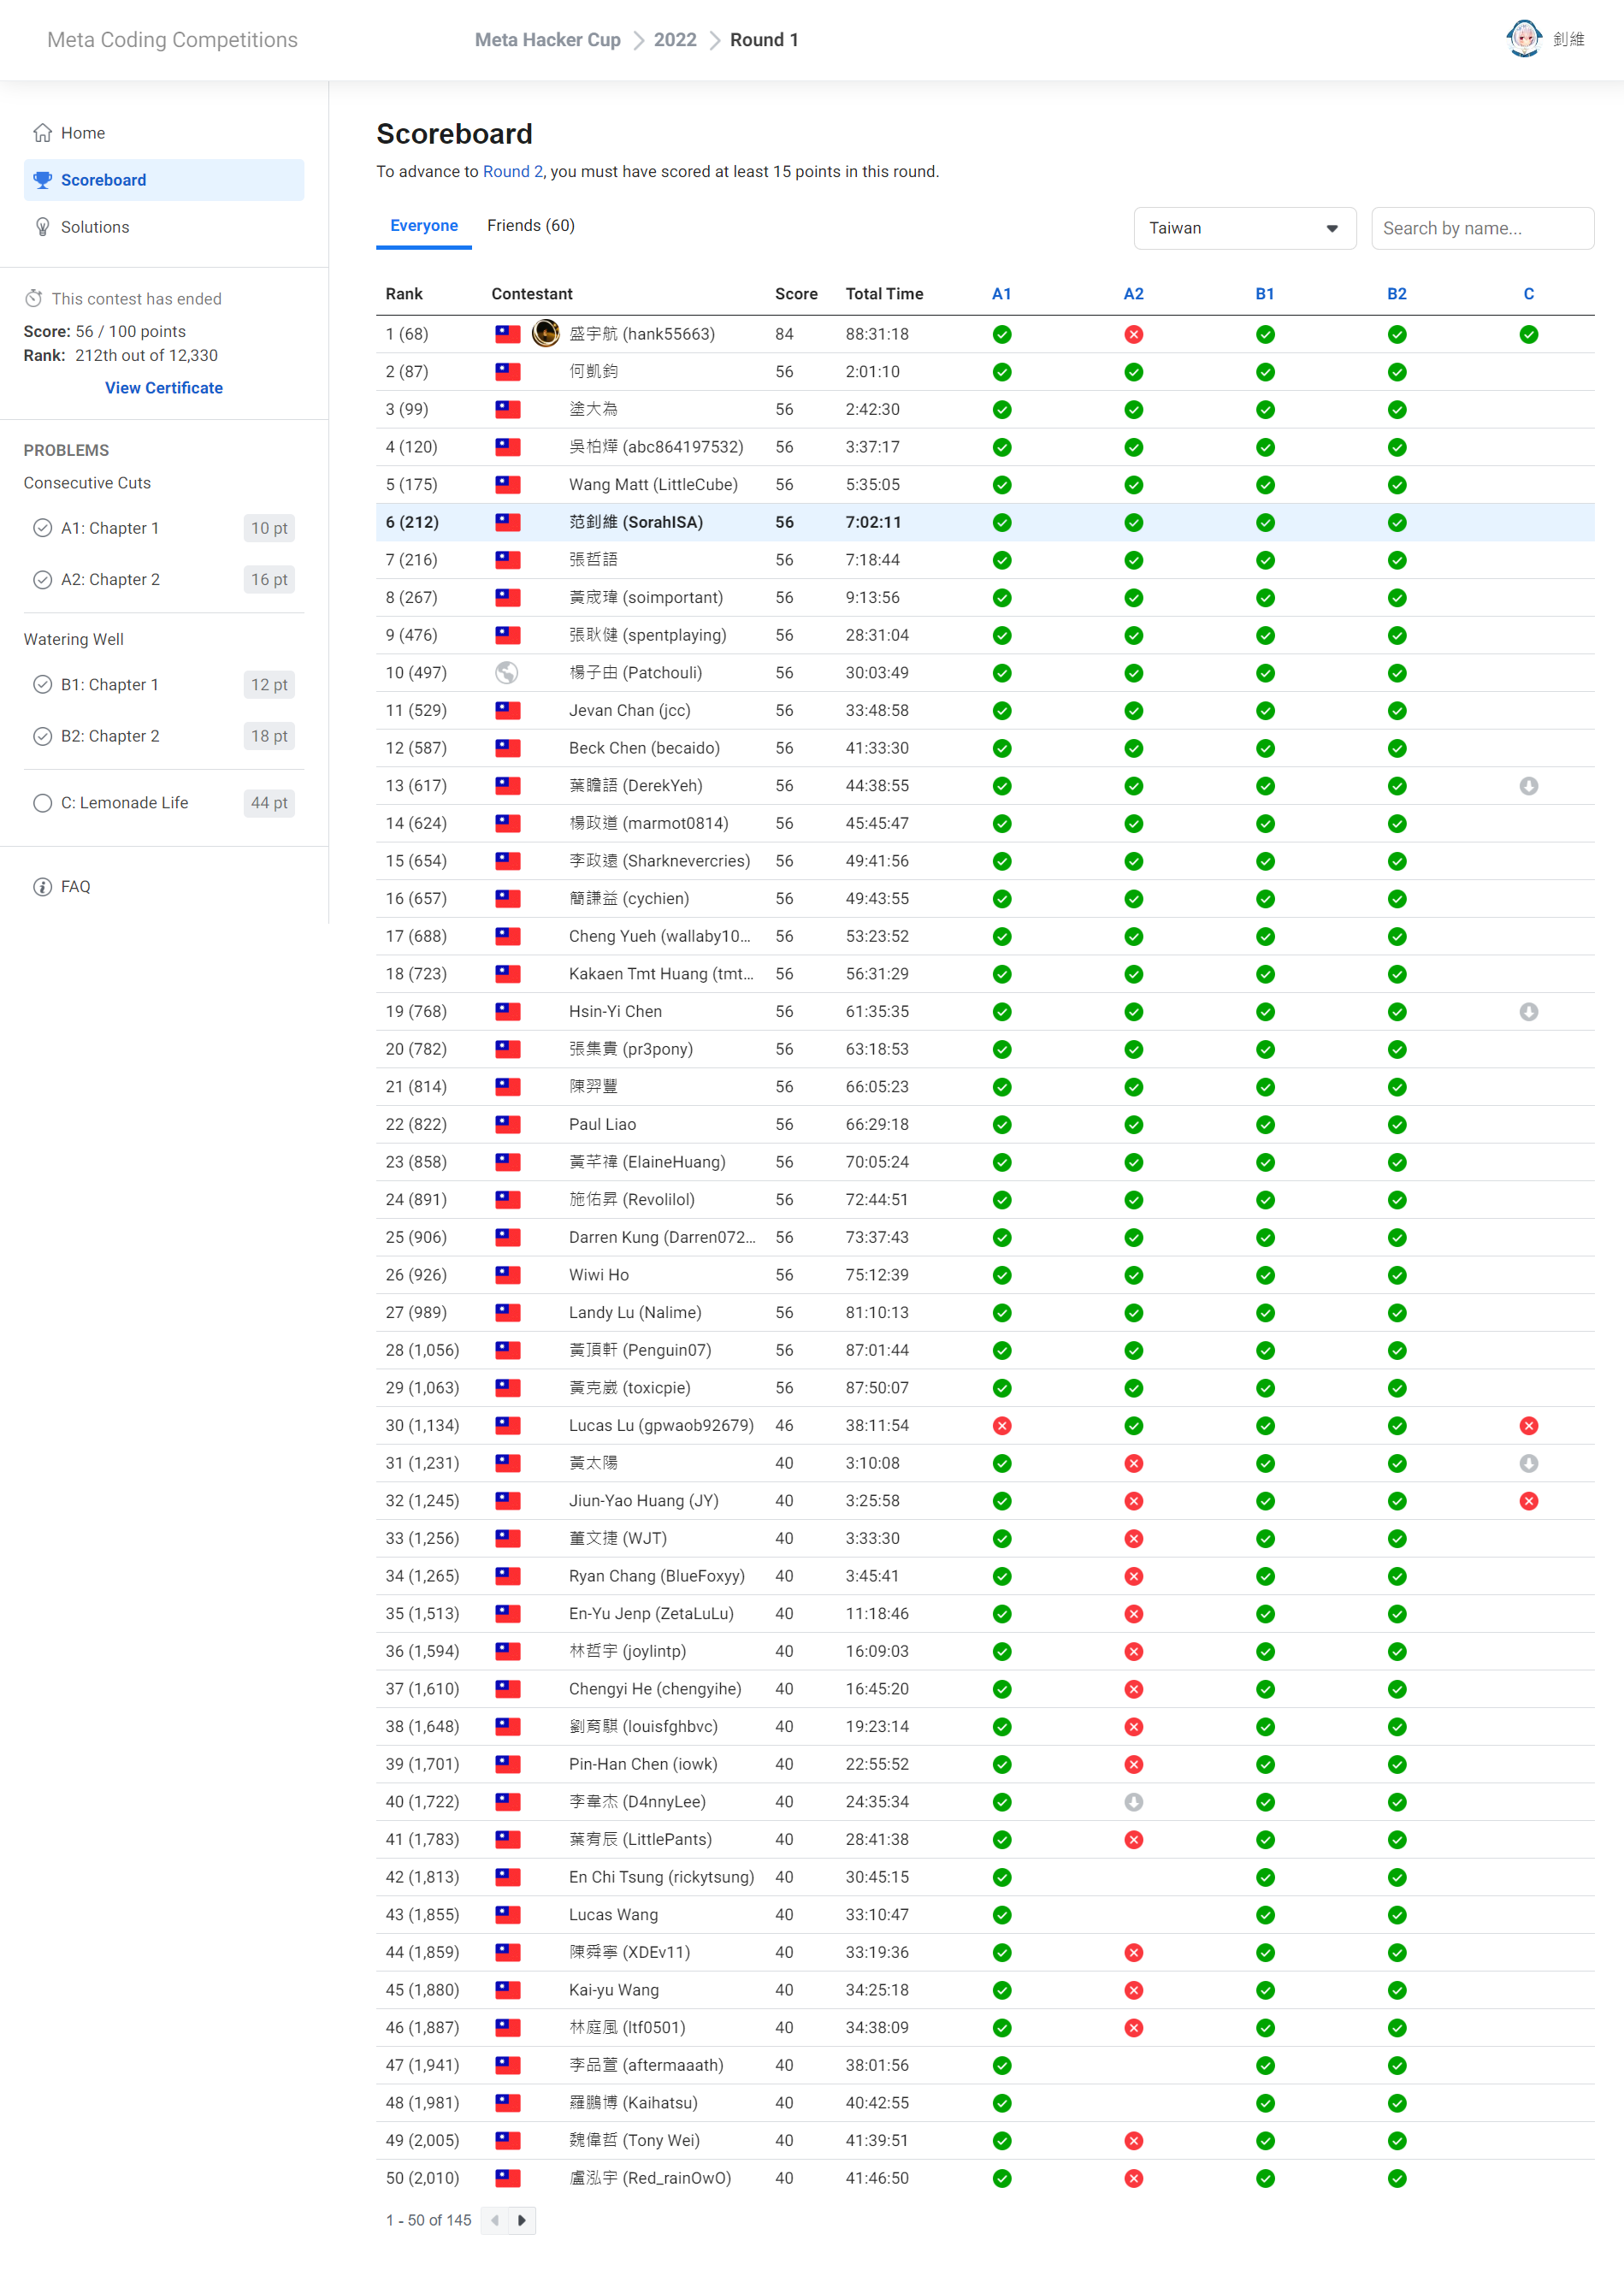 Meta Coding Competitions
Meta Hacker Cup 2022 Round 1
釗維
Home
Scoreboard
Solutions
This contest has ended
Score: 56 / 100 points
Rank: 212th out of 12,330
View Certificate
PROBLEMS
Consecutive Cuts
A1: Chapter 1 10 pt
A2: Chapter 2 16 pt
Watering Well
B1: Chapter 1 12 pt
B2: Chapter 2 18 pt
C: Lemonade Life 44 pt
FAQ
Scoreboard
To advance to Round 2, you must have scored at least 15 points in this round.
Everyone Friends (60)
Taiwan
Search by name...
Rank Contestant Score Total Time A1 A2 B1 B2 C
1 (68) 盛宇航 (hank55663) 84 88:31:18
2 (87) 何凱鈞 56 2:01:10
3 (99) 塗大為 56 2:42:30
4 (120) 吳柏燁 (abc864197532) 56 3:37:17
5 (175) Wang Matt (LittleCube) 56 5:35:05
6 (212) 范釗維 (SorahISA) 56 7:02:11
7 (216) 張哲語 56 7:18:44
8 (267) 黃宬瑋 (soimportant) 56 9:13:56
9 (476) 張耿健 (spentplaying) 56 28:31:04
10 (497) 楊子由 (Patchouli) 56 30:03:49
11 (529) Jevan Chan (jcc) 56 33:48:58
12 (587) Beck Chen (becaido) 56 41:33:30
13 (617) 葉瞻語 (DerekYeh) 56 44:38:55
14 (624) 楊政道 (marmot0814) 56 45:45:47
15 (654) 李政遠 (Sharknevercries) 56 49:41:56
16 (657) 簡謙益 (cychien) 56 49:43:55
17 (688) Cheng Yueh (wallaby10... 56 53:23:52
18 (723) Kakaen Tmt Huang (tmt... 56 56:31:29
19 (768) Hsin-Yi Chen 56 61:35:35
20 (782) 張集貴 (pr3pony) 56 63:18:53
21 (814) 陳羿豐 56 66:05:23
22 (822) Paul Liao 56 66:29:18
23 (858) 黃芊禕 (ElaineHuang) 56 70:05:24
24 (891) 施佑昇 (Revolilol) 56 72:44:51
25 (906) Darren Kung (Darren072... 56 73:37:43
26 (926) Wiwi Ho 56 75:12:39
27 (989) Landy Lu (Nalime) 56 81:10:13
28 (1,056) 黃頂軒 (Penguin07) 56 87:01:44
29 (1,063) 黃克崴 (toxicpie) 56 87:50:07
30 (1,134) Lucas Lu (gpwaob92679) 46 38:11:54
31 (1,231) 黃太陽 40 3:10:08
32 (1,245) Jiun-Yao Huang (JY) 40 3:25:58
33 (1,256) 董文捷 (WJT) 40 3:33:30
34 (1,265) Ryan Chang (BlueFoxyy) 40 3:45:41
35 (1,513) En-Yu Jenp (ZetaLuLu) 40 11:18:46
36 (1,594) 林哲宇 (joylintp) 40 16:09:03
37 (1,610) Chengyi He (chengyihe) 40 16:45:20
38 (1,648) 劉育騏 (louisfghbvc) 40 19:23:14
39 (1,701) Pin-Han Chen (iowk) 40 22:55:52
40 (1,722) 李韋杰 (D4nnyLee) 40 24:35:34
41 (1,783) 葉宥辰 (LittlePants) 40 28:41:38
42 (1,813) En Chi Tsung (rickytsung) 40 30:45:15
43 (1,855) Lucas Wang 40 33:10:47
44 (1,859) 陳舜寧 (XDEv11) 40 33:19:36
45 (1,880) Kai-yu Wang 40 34:25:18
46 (1,887) 林庭風 (ltf0501) 40 34:38:09
47 (1,941) 李品萱 (aftermaaath) 40 38:01:56
48 (1,981) 羅鵬博 (Kaihatsu) 40 40:42:55
49 (2,005) 魏偉哲 (Tony Wei) 40 41:39:51
50 (2,010) 盧泓宇 (Red_rainOwO) 40 41:46:50
1 - 50 of 145